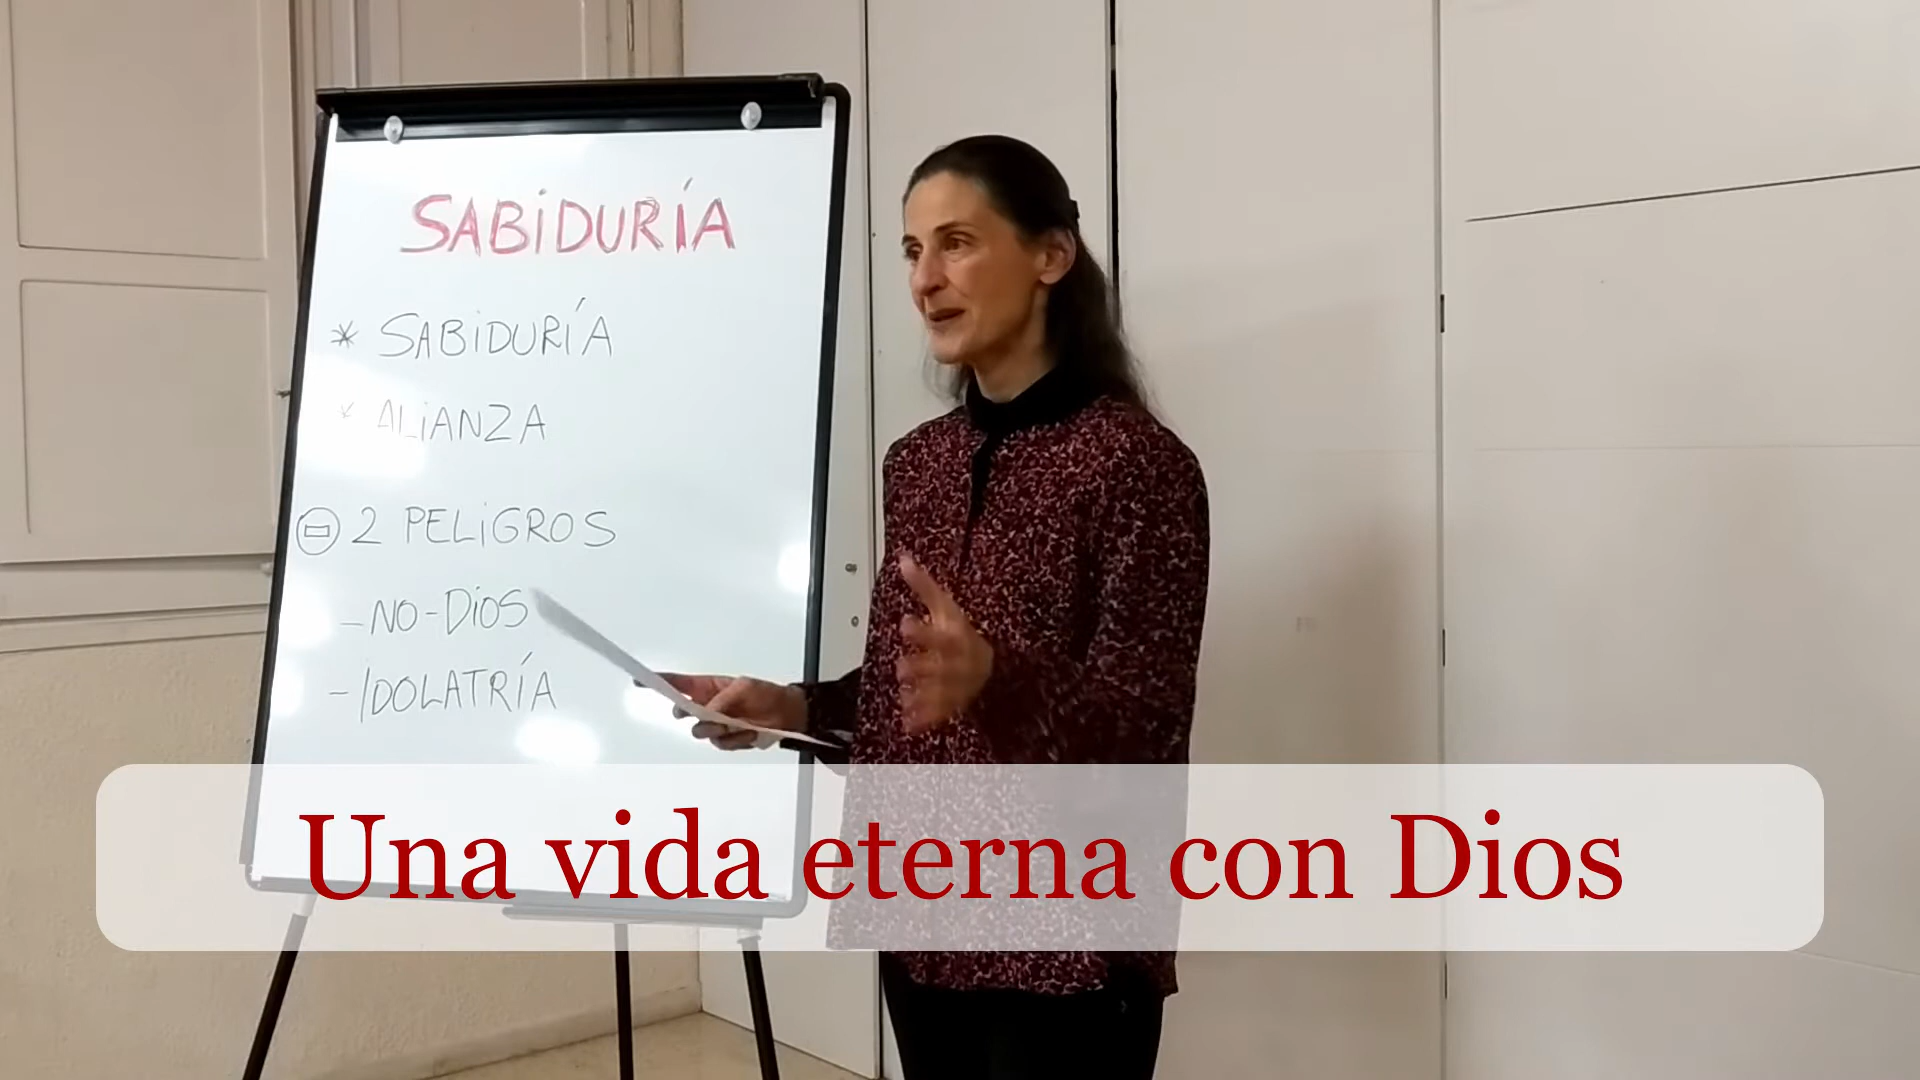 SABiDURÍA
* SABiDURÍA
* ALiANZA
⊖ 2 PELiGROS
- NO-DiOS
- IDOLATRÍA
Una vida eterna con Dios